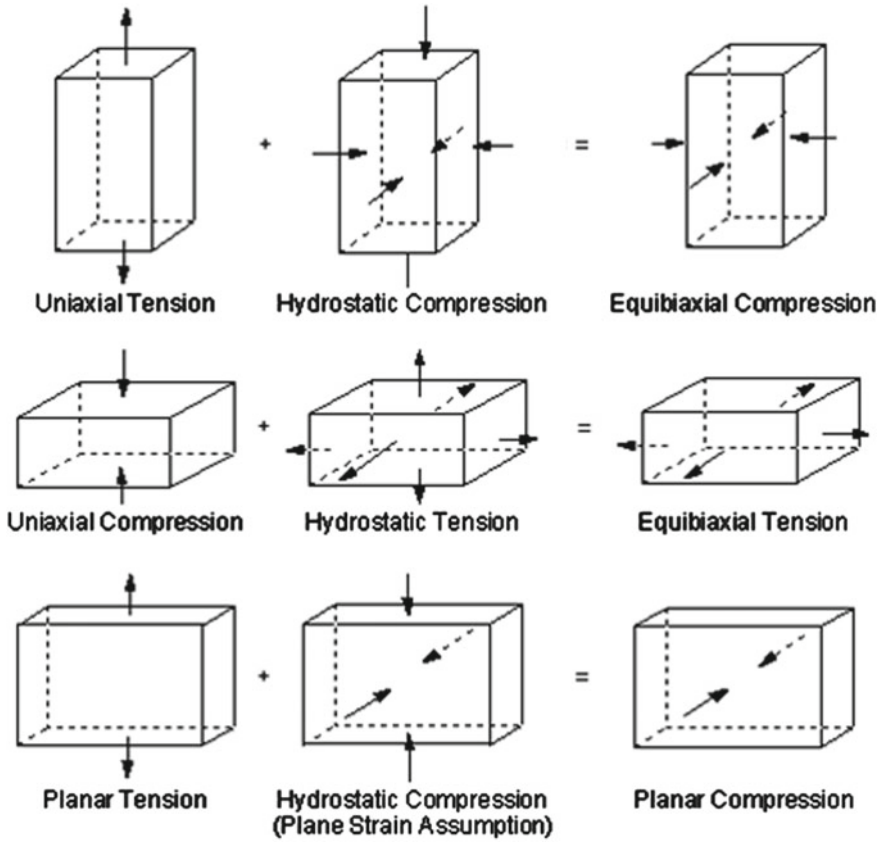 + =
Uniaxial Tension Hydrostatic Compression Equibiaxial Compression
+ =
Uniaxial Compression Hydrostatic Tension Equibiaxial Tension
+ =
Planar Tension Hydrostatic Compression Planar Compression
(Plane Strain Assumption)